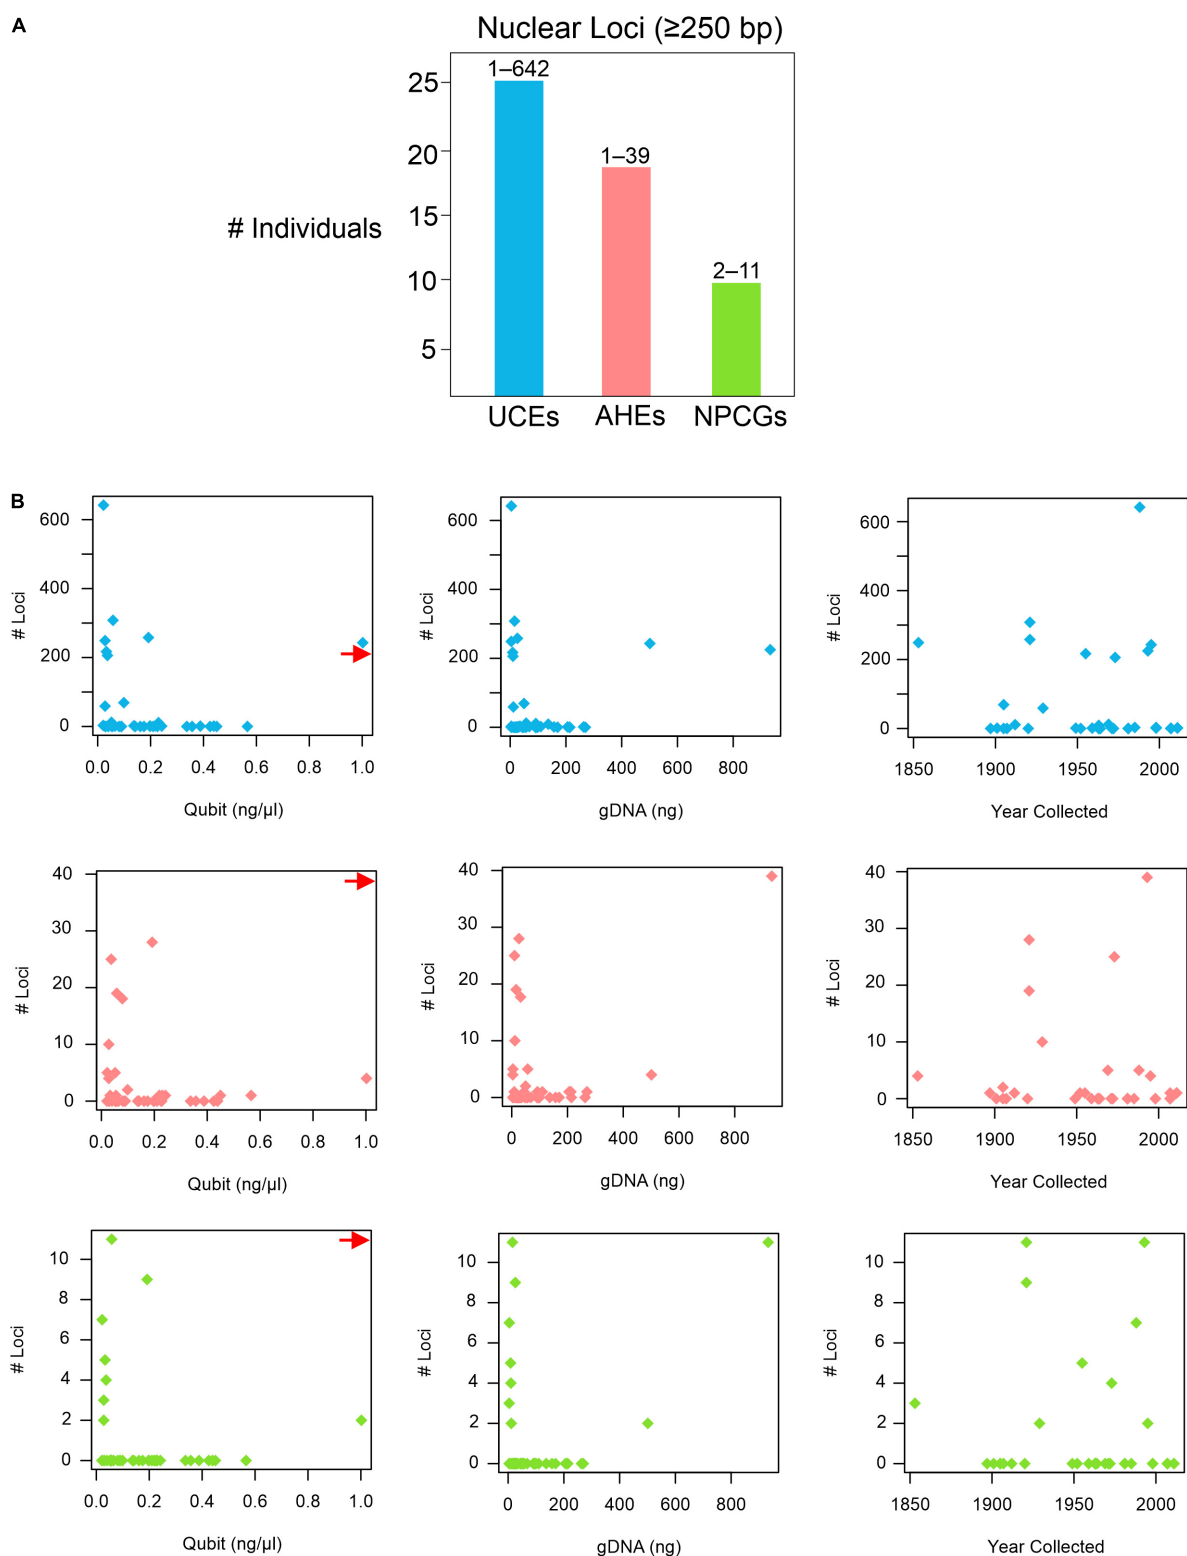 A
Nuclear Loci (≥250 bp)
# Individuals
25
20
15
10
5
1–642
1–39
2–11
UCEs AHEs NPCGs
B
# Loci
600
400
200
0
0.0 0.2 0.4 0.6 0.8 1.0
Qubit (ng/µl)
# Loci
600
400
200
0
0 200 400 600 800
gDNA (ng)
# Loci
600
400
200
0
1850 1900 1950 2000
Year Collected
# Loci
40
30
20
10
0
0.0 0.2 0.4 0.6 0.8 1.0
Qubit (ng/µl)
# Loci
40
30
20
10
0
0 200 400 600 800
gDNA (ng)
# Loci
40
30
20
10
0
1850 1900 1950 2000
Year Collected
# Loci
10
8
6
4
2
0
0.0 0.2 0.4 0.6 0.8 1.0
Qubit (ng/µl)
# Loci
10
8
6
4
2
0
0 200 400 600 800
gDNA (ng)
# Loci
10
8
6
4
2
0
1850 1900 1950 2000
Year Collected